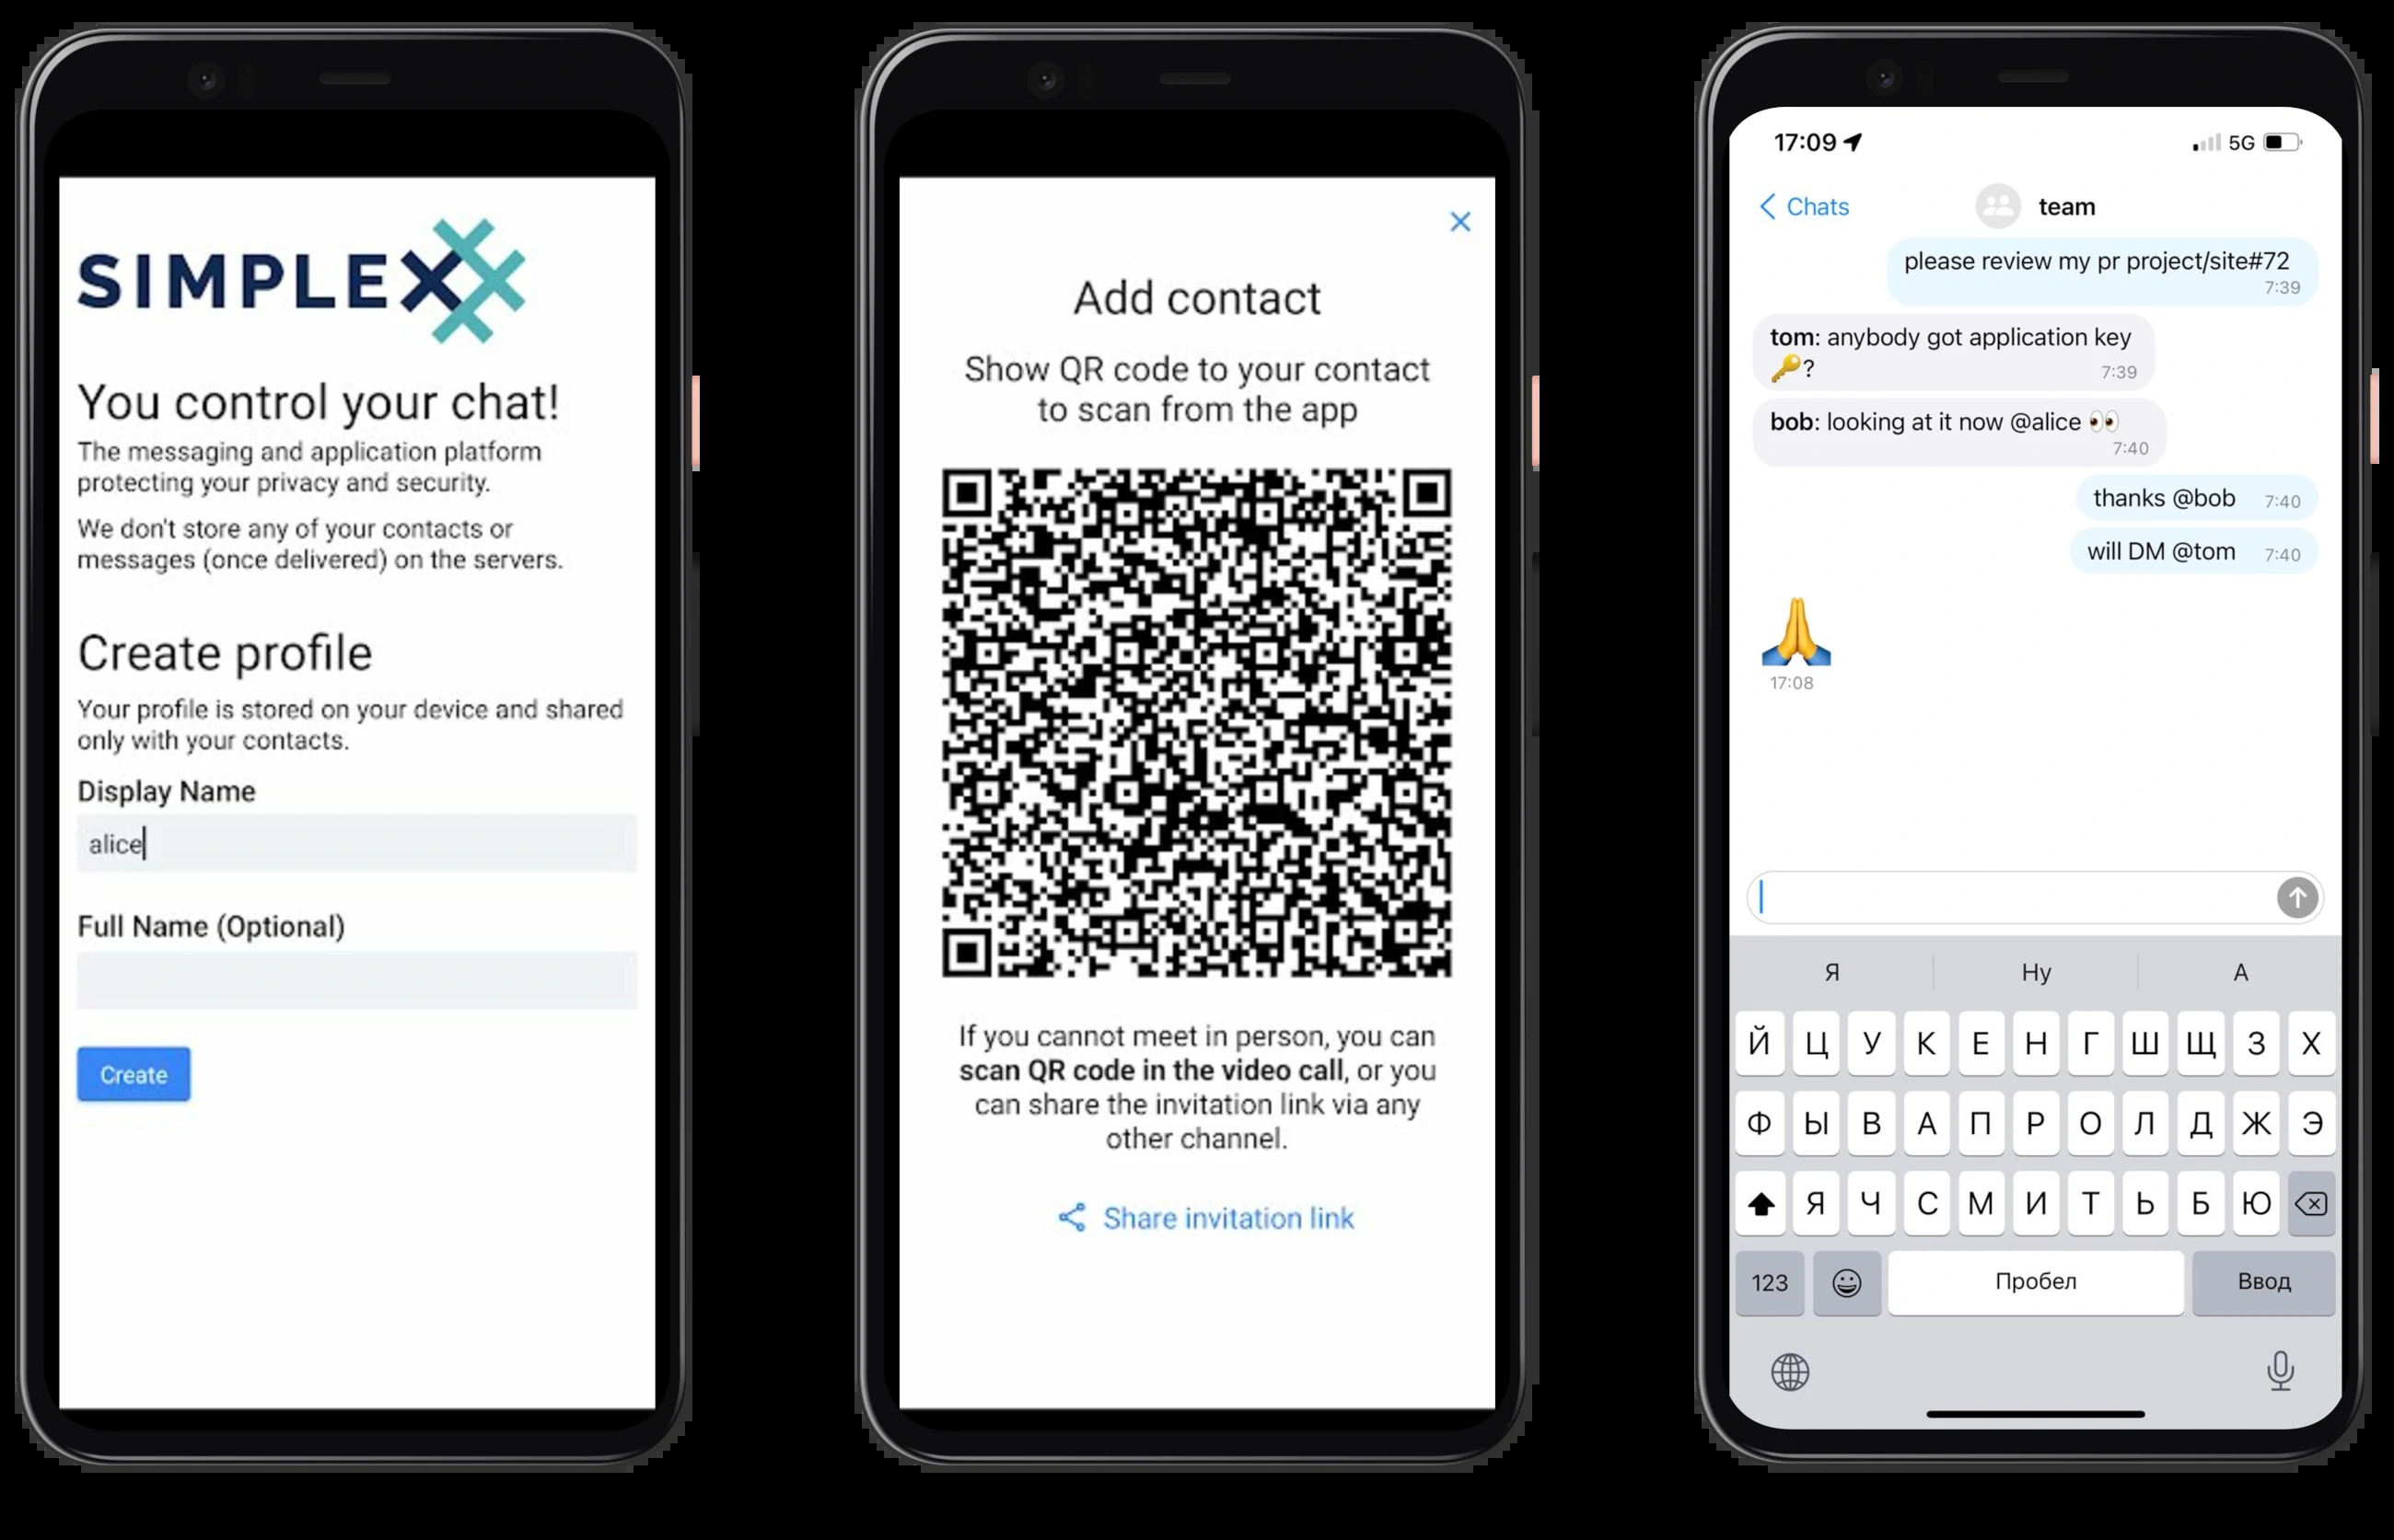 SIMPLEX
You control your chat!
The messaging and application platform
protecting your privacy and security.
We don't store any of your contacts or
messages (once delivered) on the servers.
Create profile
Your profile is stored on your device and shared
only with your contacts.
Display Name
alice
Full Name (Optional)
Create
Add contact
Show QR code to your contact
to scan from the app
If you cannot meet in person, you can
scan QR code in the video call, or you
can share the invitation link via any
other channel.
Share invitation link
17:09 5G
Chats team
please review my pr project/site#72
7:39
tom: anybody got application key
🔑? 7:39
bob: looking at it now @alice 👀
7:40
thanks @bob 7:40
will DM @tom 7:40
🙏
17:08
Я Ну А
Й Ц У К Е Н Г Ш Щ З Х
Ф Ы В А П Р О Л Д Ж Э
Я Ч С М И Т Ь Б Ю
123 Пробел Ввод